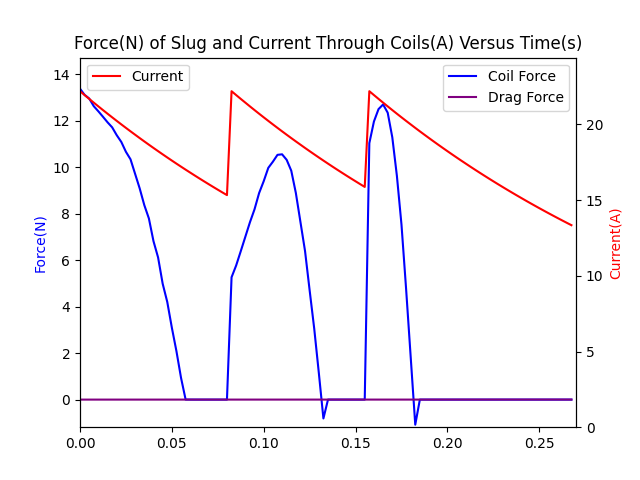 Force(N) of Slug and Current Through Coils(A) Versus Time(s)
Current
Coil Force
Drag Force
Force(N)
14
12
10
8
6
4
2
0
20
15
10
5
0
Current(A)
0.00 0.05 0.10 0.15 0.20 0.25